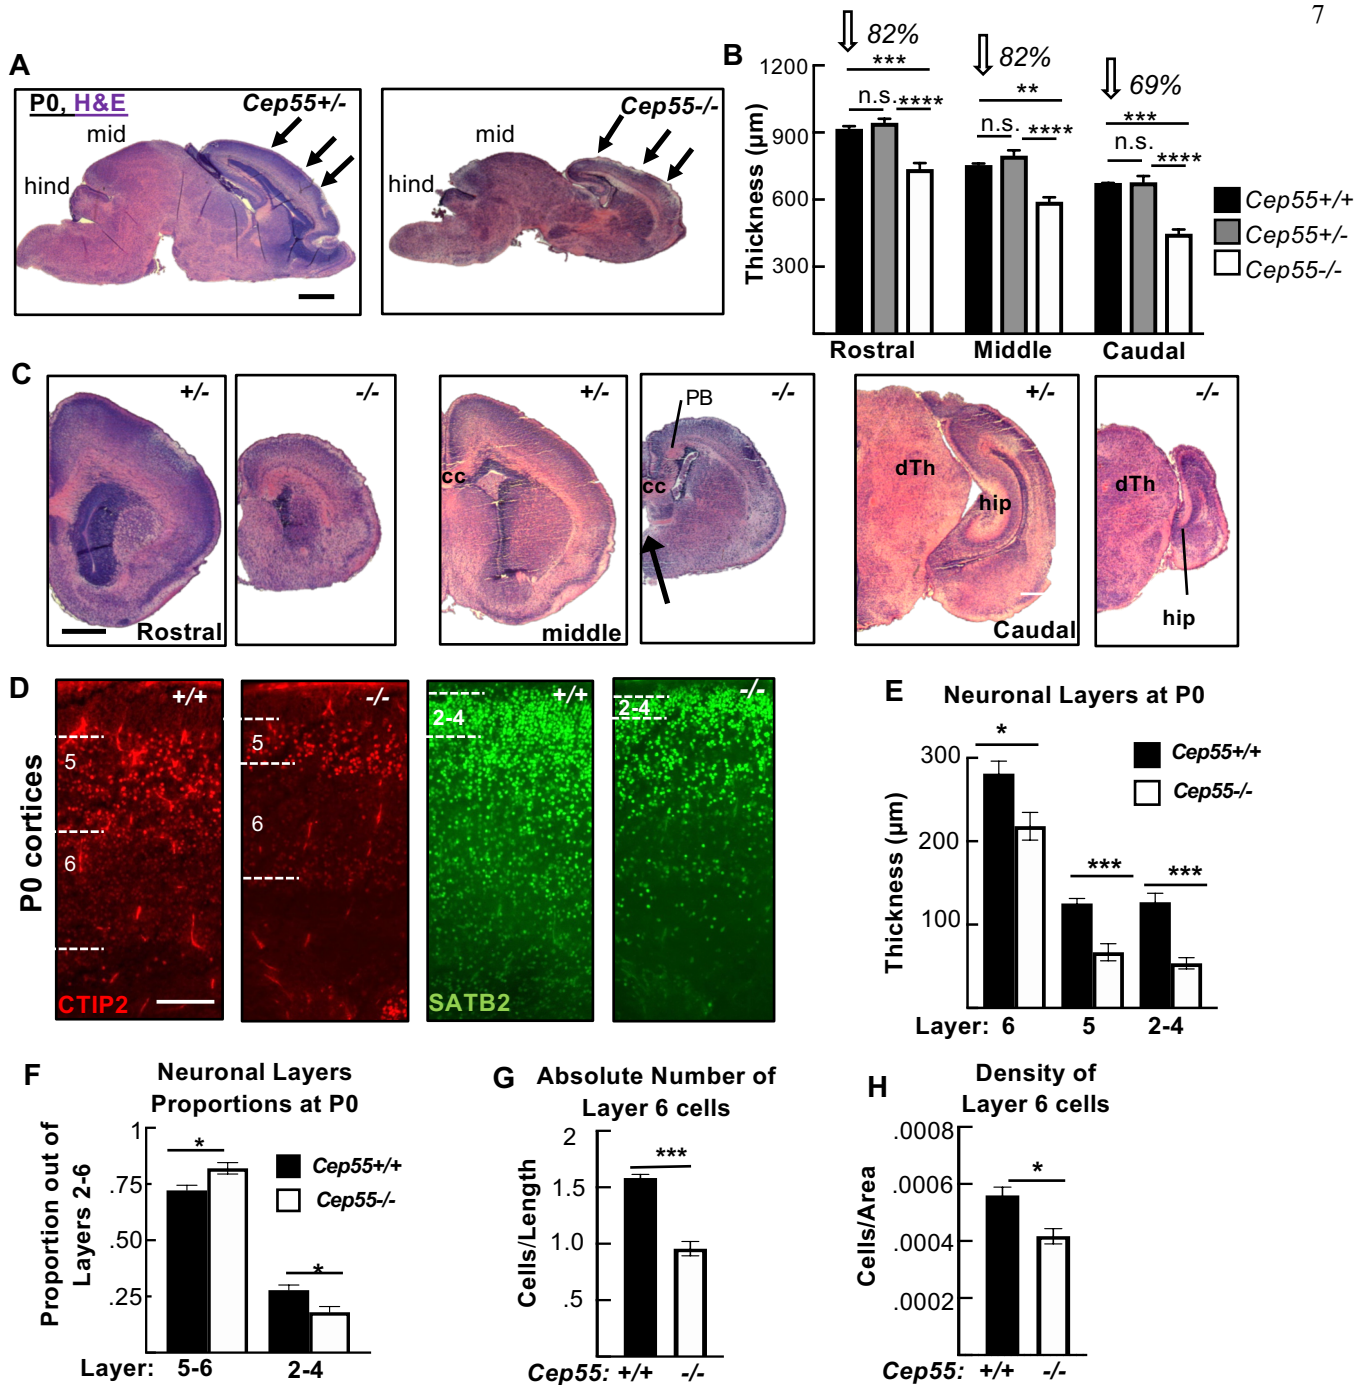 7
A
P0, H&E
Cep55+/-
mid
hind
Cep55-/-
mid
hind
B
82%
82%
69%
***
**
***
n.s.
****
n.s.
****
n.s.
****
Thickness (µm)
1200
900
600
300
Rostral
Middle
Caudal
Cep55+/+
Cep55+/-
Cep55-/-
C
+/-
Rostral
-/-
+/-
cc
middle
-/-
PB
cc
+/-
dTh
hip
Caudal
-/-
dTh
hip
D
P0 cortices
+/+
5
6
CTIP2
-/-
5
6
+/+
2-4
SATB2
-/-
2-4
E
Neuronal Layers at P0
Thickness (µm)
300
200
100
*
***
***
Cep55+/+
Cep55-/-
Layer: 6 5 2-4
F
Neuronal Layers
Proportions at P0
Proportion out of
Layers 2-6
1
.75
.50
.25
*
*
Cep55+/+
Cep55-/-
Layer: 5-6 2-4
G
Absolute Number of
Layer 6 cells
Cells/Length
2
1.5
1.0
.5
***
Cep55: +/+ -/-
H
Density of
Layer 6 cells
Cells/Area
.0008
.0006
.0004
.0002
*
Cep55: +/+ -/-